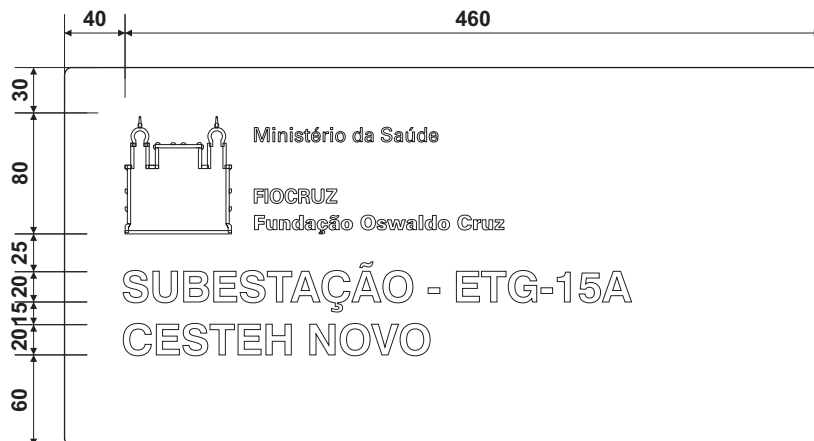 40
460
30
80
25
20
15
20
60
Ministério da Saúde
FIOCRUZ
Fundação Oswaldo Cruz
SUBESTAÇÃO - ETG-15A
CESTEH NOVO